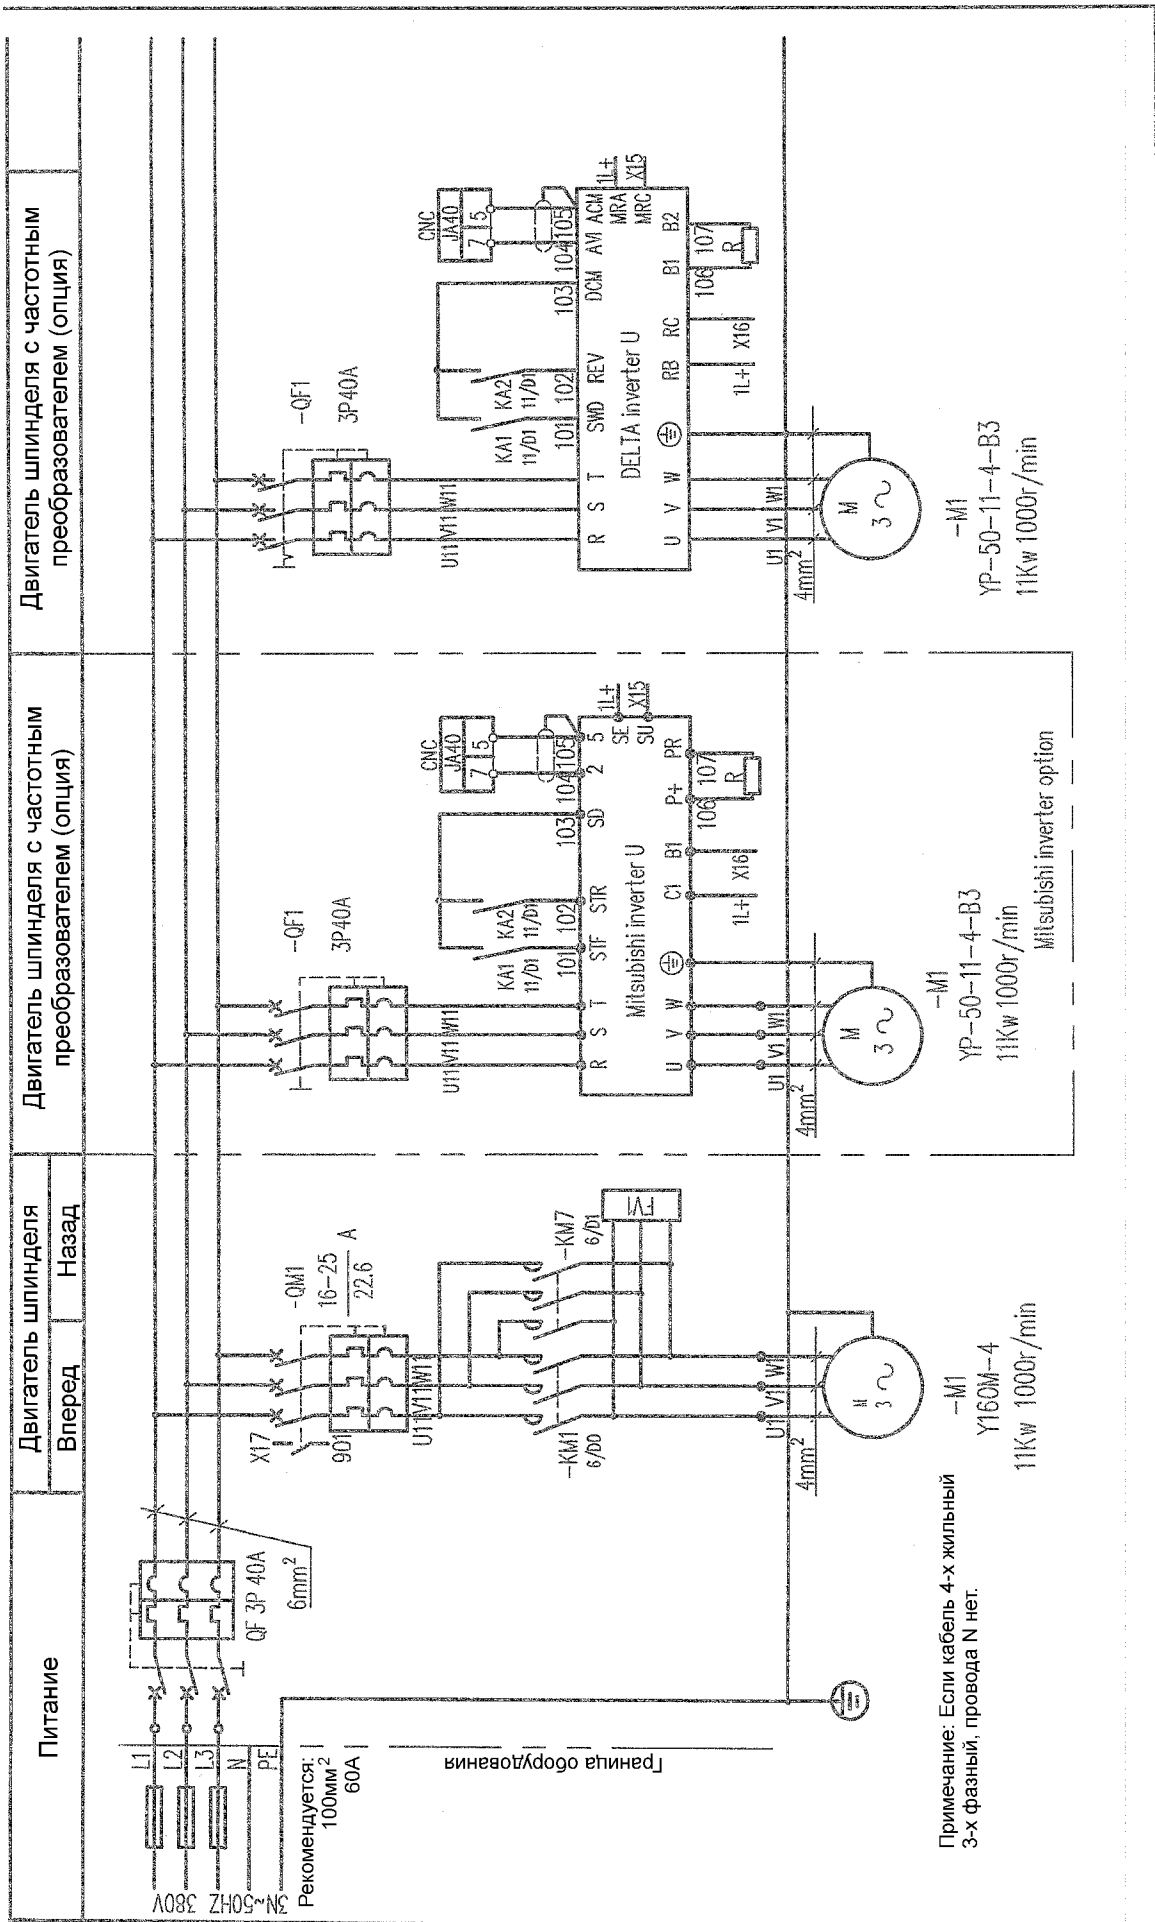 Питание
Двигатель шпинделя
Вперед
Назад
Двигатель шпинделя с частотным
преобразователем (опция)
Двигатель шпинделя с частотным
преобразователем (опция)
3N~50HZ 380V
L1
L2
L3
N
PE
Рекомендуется:
100мм²
60А
Граница оборудования
QF 3P 40A
6mm²
X17
901
-QM1
16-25
22.6
A
U11 V11 W11
-KM1
6/D0
-KM7
6/D1
FV1
U1 V1 W1
4mm²
M
3~
-M1
Y160M-4
11Kw 1000r/min
Примечание: Если кабель 4-х жильный
3-х фазный, провода N нет.
-QF1
3P40A
U11 V11 W11
KA1
11/D1
KA2
11/D1
CNC
JA40
7 5
101 102 103 104 105
R S T STF STR SD 2 5
1L+
SE
X15
SU
Mitsubishi inverter U
U V W C1 B1 P+ PR
1L+ X16 106 107
R
U1 V1 W1
4mm²
M
3~
-M1
YP-50-11-4-B3
11Kw 1000r/min
Mitsubishi inverter option
-QF1
3P40A
U11 V11 W11
KA1
11/D1
KA2
11/D1
CNC
JA40
7 5
101 102 103 104 105
R S T SWD REV DCM AVI ACM
1L+
MRA
X15
MRC
DELTA inverter U
U V W RB RC B1 B2
1L+ X16 106 107
R
U1 V1 W1
4mm²
M
3~
-M1
YP-50-11-4-B3
11Kw 1000r/min